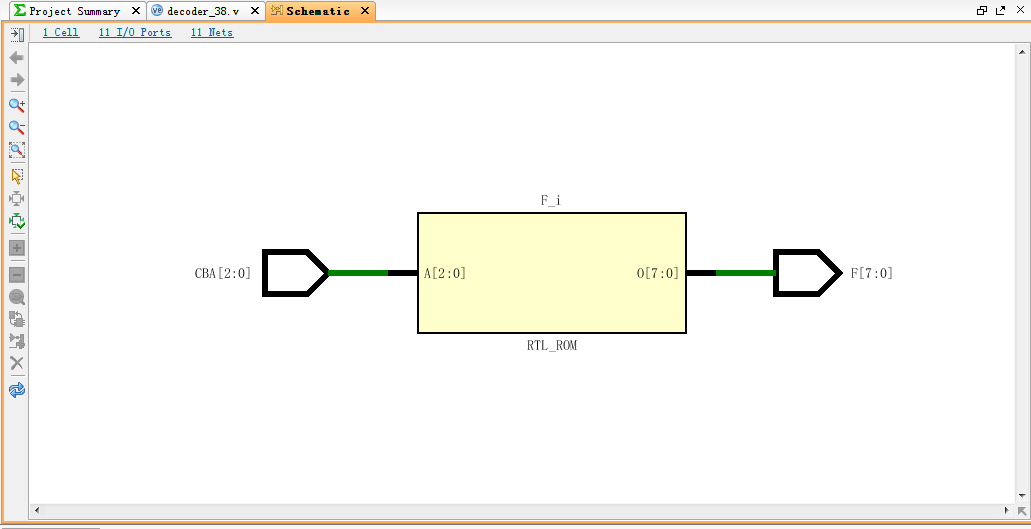 Project Summary
decoder_38.v
Schematic
1 Cell 11 I/O Ports 11 Nets
F_i
CBA[2:0]
A[2:0]
O[7:0]
F[7:0]
RTL_ROM